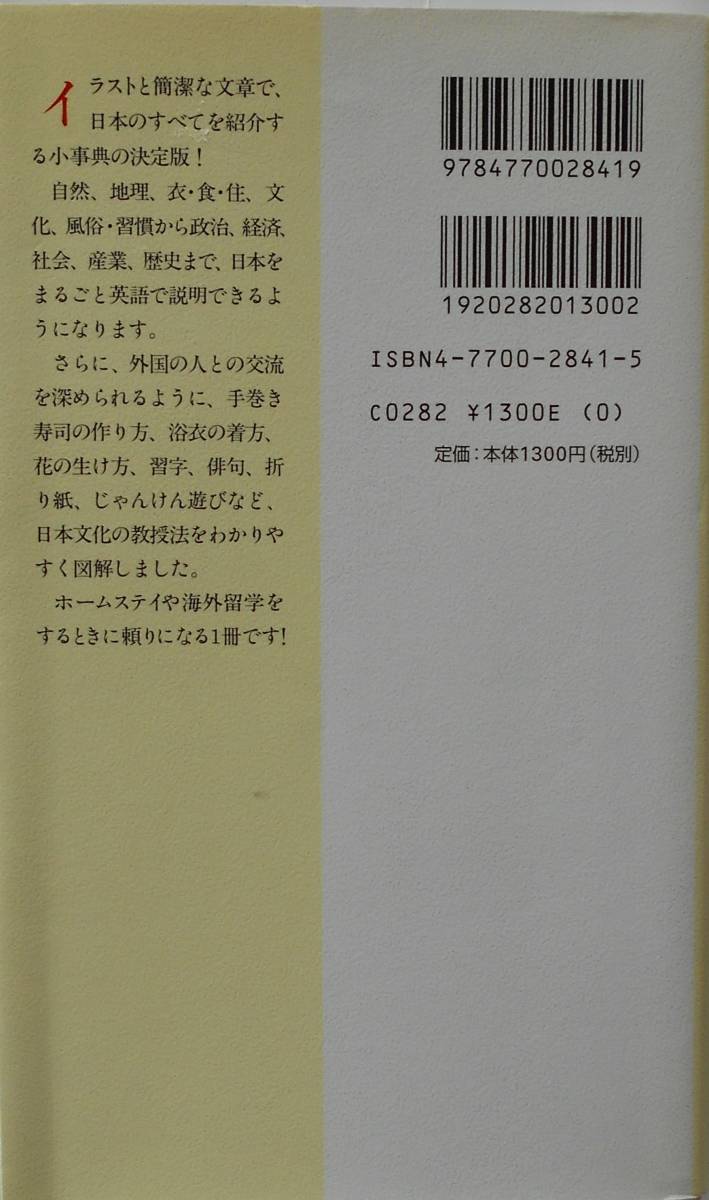 イラストと簡潔な文章で、
日本のすべてを紹介す
る小事典の決定版！
自然、地理、衣・食・住、文
化、風俗・習慣から政治、経済、
社会、産業、歴史まで、日本を
まるごと英語で説明できるよ
うになります。
さらに、外国の人との交流
を深められるように、手巻き
寿司の作り方、浴衣の着方、
花の生け方、習字、俳句、折
り紙、じゃんけん遊びなど、
日本文化の教授法をわかりや
すく図解しました。
ホームステイや海外留学を
するときに頼りになる1冊です！
9784770028419
1920282013002
ISBN4-7700-2841-5
C0282 ¥1300E (0)
定価：本体1300円（税別）